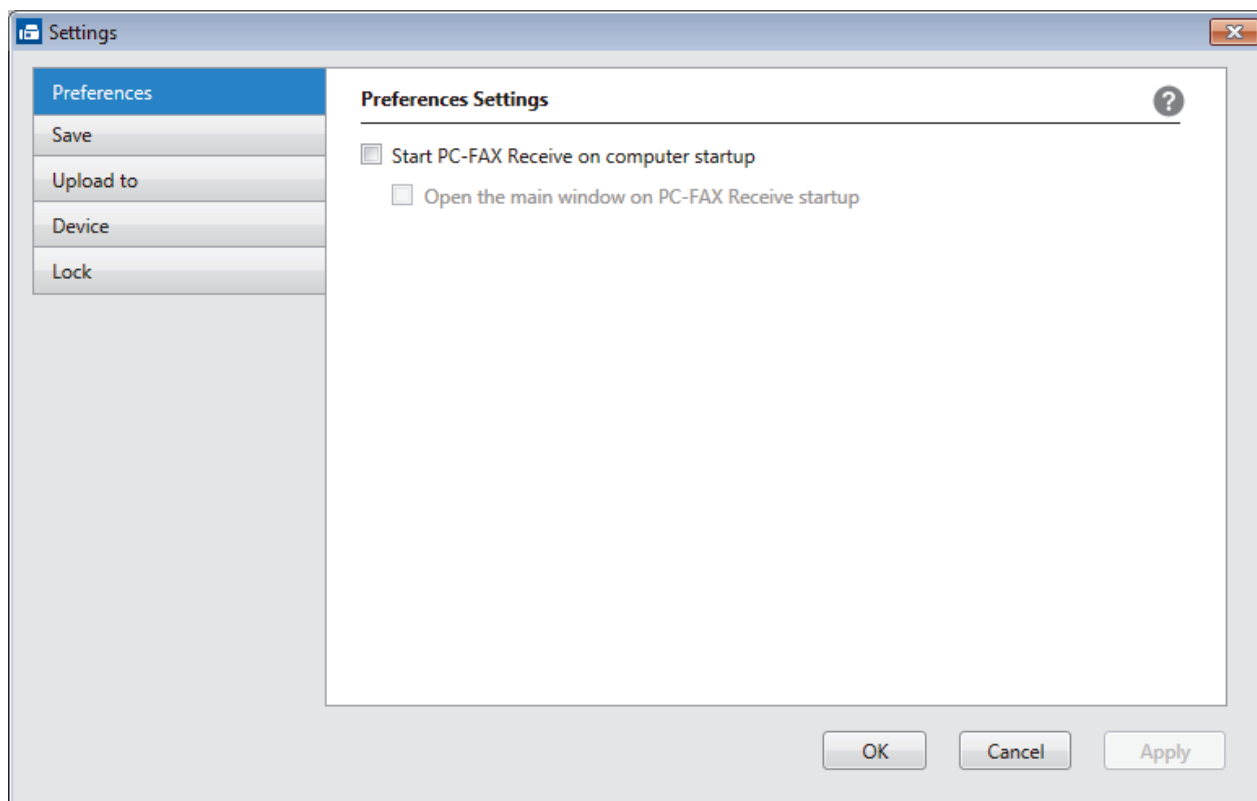 Settings
Preferences
Save
Upload to
Device
Lock
Preferences Settings
?
Start PC-FAX Receive on computer startup
Open the main window on PC-FAX Receive startup
OK
Cancel
Apply